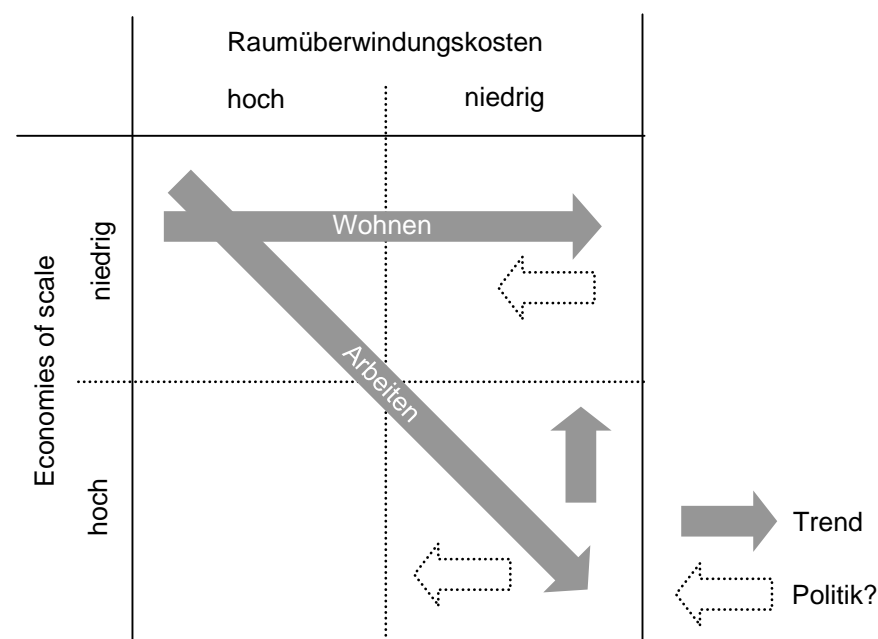 Raumüberwindungskosten
hoch
niedrig
Economies of scale
niedrig
hoch
Wohnen
Arbeiten
Trend
Politik?